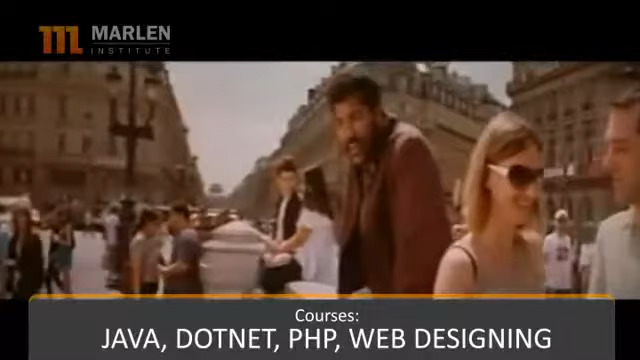 MARLEN
INSTITUTE
Courses:
JAVA, DOTNET, PHP, WEB DESIGNING